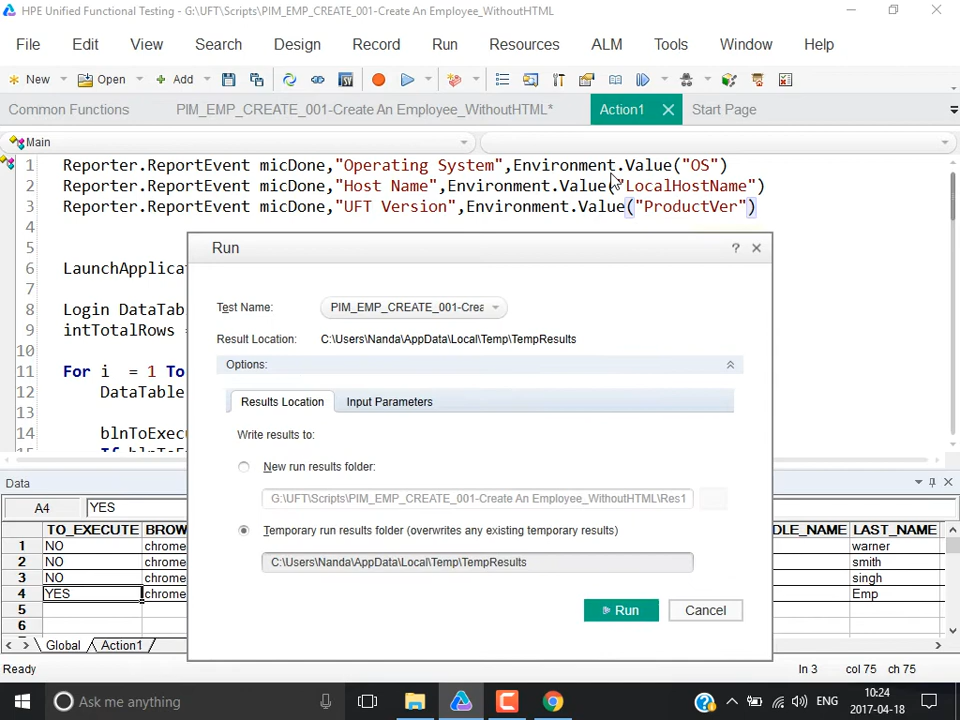 HPE Unified Functional Testing - G:\UFT\Scripts\PIM_EMP_CREATE_001-Create An Employee_WithoutHTML
File Edit View Search Design Record Run Resources ALM Tools Window Help
New Open Add
Common Functions PIM_EMP_CREATE_001-Create An Employee_WithoutHTML* Action1 Start Page
Main
1 Reporter.ReportEvent micDone,"Operating System",Environment.Value("OS")
2 Reporter.ReportEvent micDone,"Host Name",Environment.Value("LocalHostName")
3 Reporter.ReportEvent micDone,"UFT Version",Environment.Value("ProductVer")
4
5
6 LaunchApplicat
7
8 Login DataTab
9 intTotalRows =
10
11 For i = 1 To
12 DataTable
13
14 blnToExecu
Run
Test Name: PIM_EMP_CREATE_001-Crea
Result Location: C:\Users\Nanda\AppData\Local\Temp\TempResults
Options:
Results Location Input Parameters
Write results to:
New run results folder:
G:\UFT\Scripts\PIM_EMP_CREATE_001-Create An Employee_WithoutHTML\Res1
Temporary run results folder (overwrites any existing temporary results)
C:\Users\Nanda\AppData\Local\Temp\TempResults
Run Cancel
Data
A4 YES
TO_EXECUTE BROW DLE_NAME LAST_NAME
1 NO chrome warner
2 NO chrome smith
3 NO chrome singh
4 YES chrome Emp
5
6
Global Action1
Ready ln 3 col 75 ch 75
Ask me anything ENG 10:24
2017-04-18